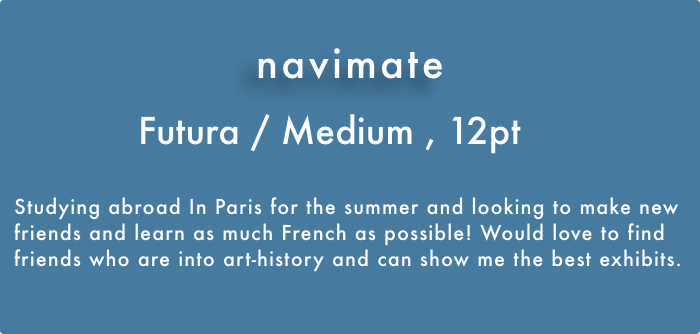 navimate
Futura / Medium , 12pt
Studying abroad In Paris for the summer and looking to make new
friends and learn as much French as possible! Would love to find
friends who are into art-history and can show me the best exhibits.